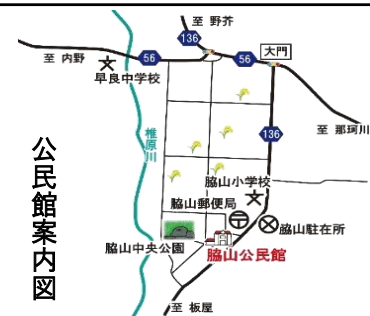 至 野芥
136
大門
至 内野
56
56
早良中学校
136
至 那珂川
椎原川
公民館案内図
脇山小学校
脇山郵便局
脇山駐在所
脇山中央公園
脇山公民館
至 板屋